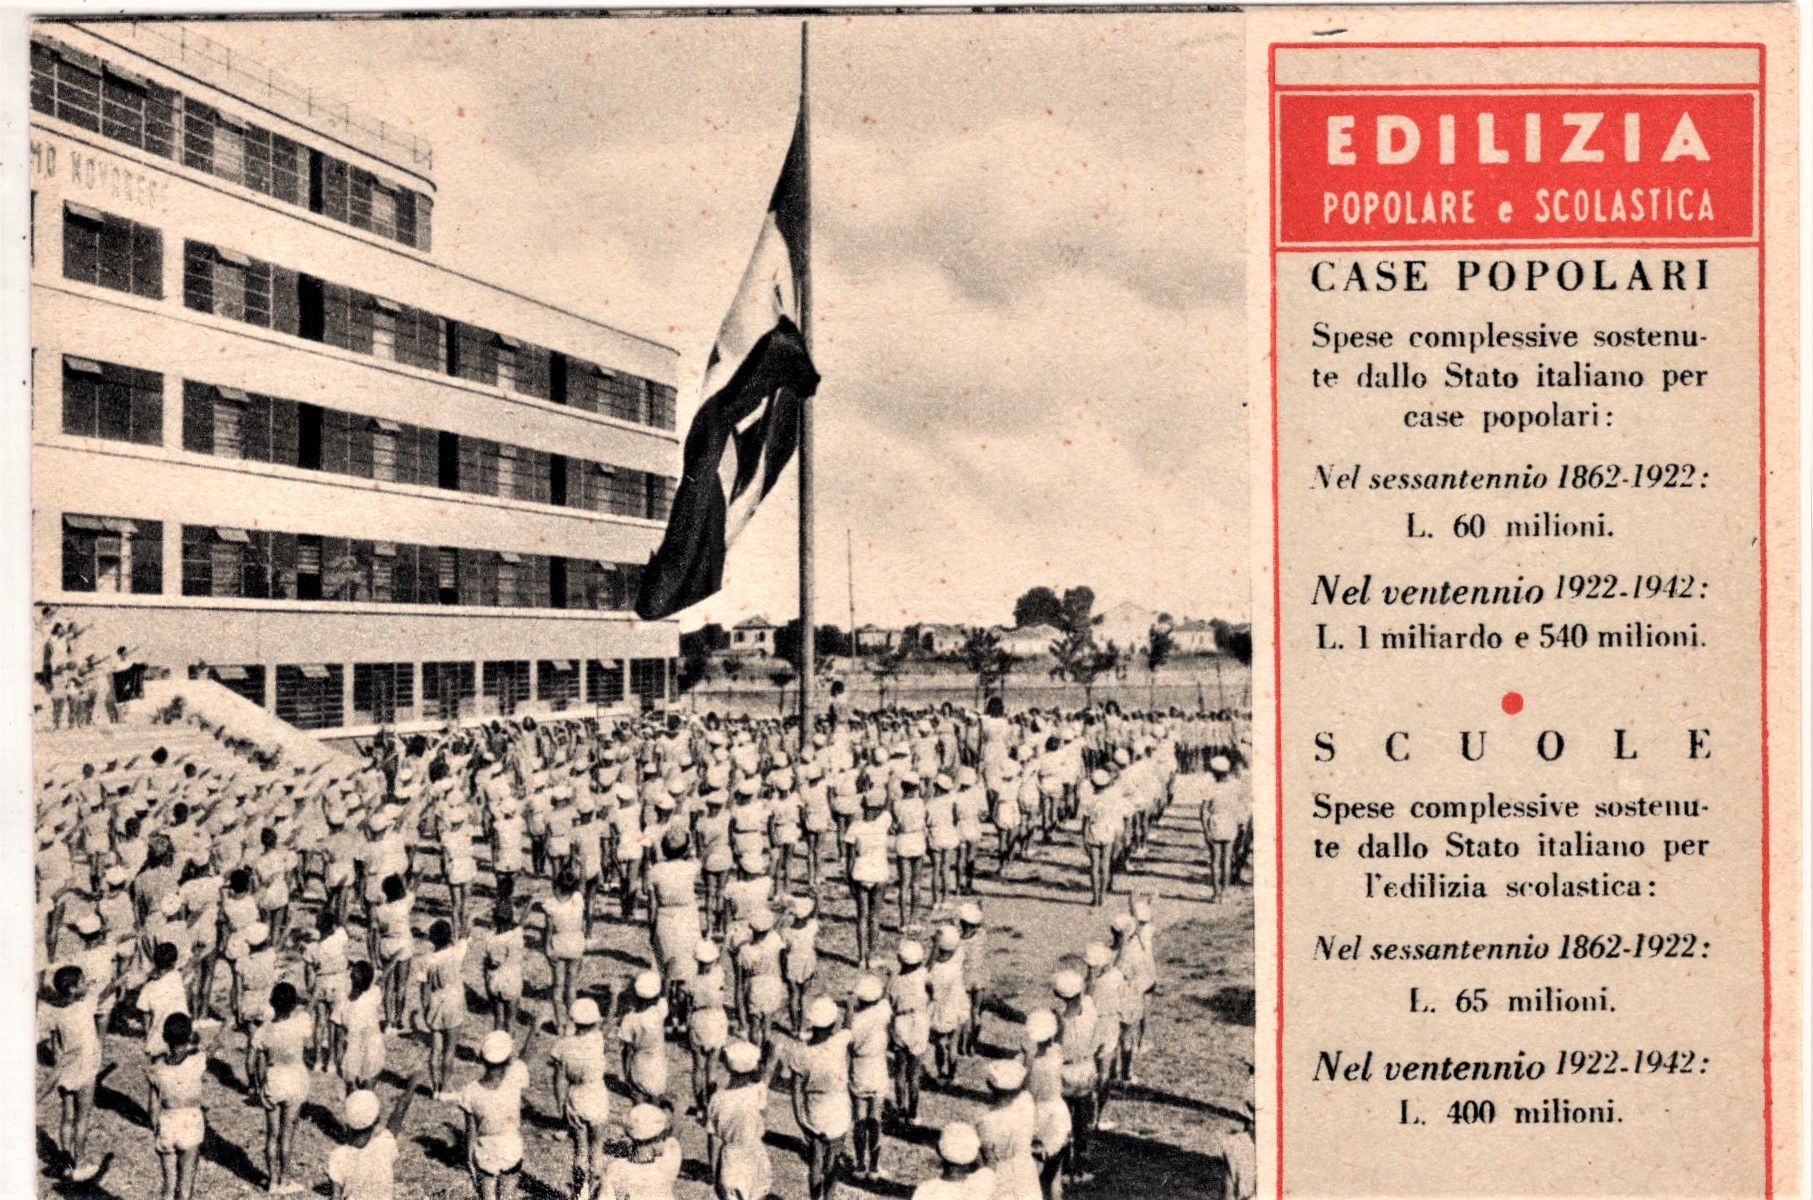 NOVARESE
EDILIZIA
POPOLARE e SCOLASTICA
CASE POPOLARI
Spese complessive sostenu-
te dallo Stato italiano per
case popolari:
Nel sessantennio 1862-1922:
L. 60 milioni.
Nel ventennio 1922-1942:
L. 1 miliardo e 540 milioni.
SCUOLE
Spese complessive sostenu-
te dallo Stato italiano per
l'edilizia scolastica:
Nel sessantennio 1862-1922:
L. 65 milioni.
Nel ventennio 1922-1942:
L. 400 milioni.